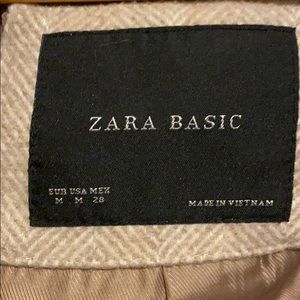 ZARA BASIC
EUR USA MEX
M M 28
MADE IN VIETNAM